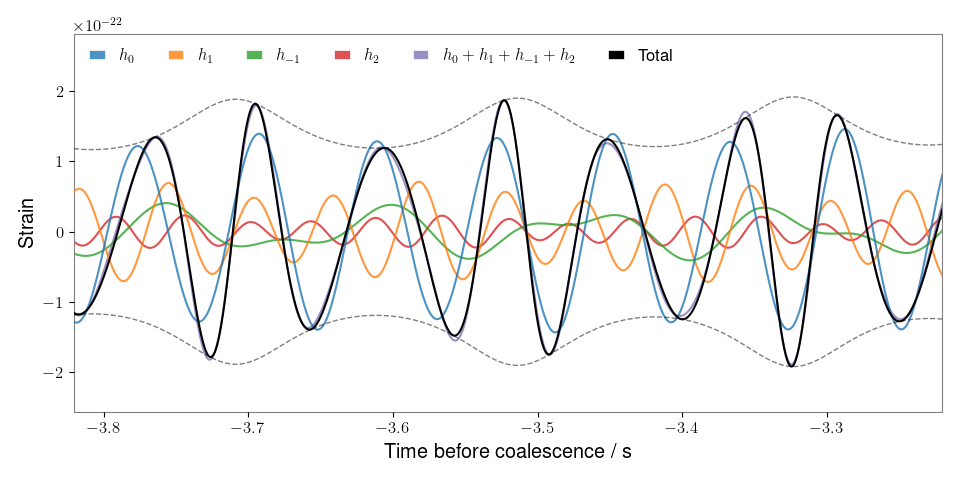 ×10⁻²²
h₀ h₁ h₋₁ h₂ h₀ + h₁ + h₋₁ + h₂ Total
2
1
0
−1
−2
Strain
−3.8 −3.7 −3.6 −3.5 −3.4 −3.3
Time before coalescence / s